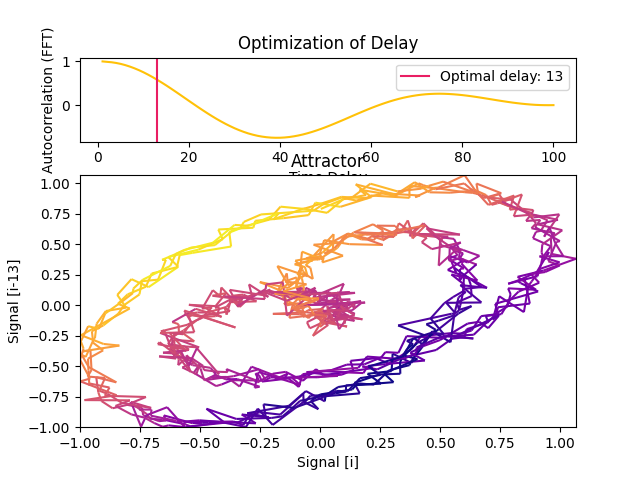 Optimization of Delay
Autocorrelation (FFT)
1
0
Optimal delay: 13
0 20 40 60 80 100
Time Delay
Attractor
Signal [i-13]
1.00
0.75
0.50
0.25
0.00
−0.25
−0.50
−0.75
−1.00
−1.00 −0.75 −0.50 −0.25 0.00 0.25 0.50 0.75 1.00
Signal [i]